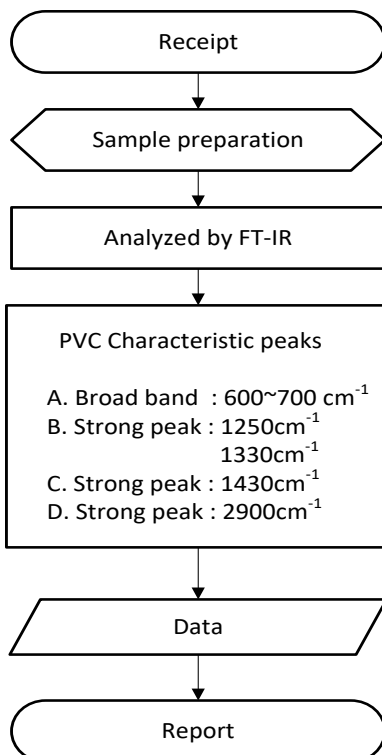 Receipt
Sample preparation
Analyzed by FT-IR
PVC Characteristic peaks
A. Broad band : 600~700 cm⁻¹
B. Strong peak : 1250cm⁻¹
1330cm⁻¹
C. Strong peak : 1430cm⁻¹
D. Strong peak : 2900cm⁻¹
Data
Report